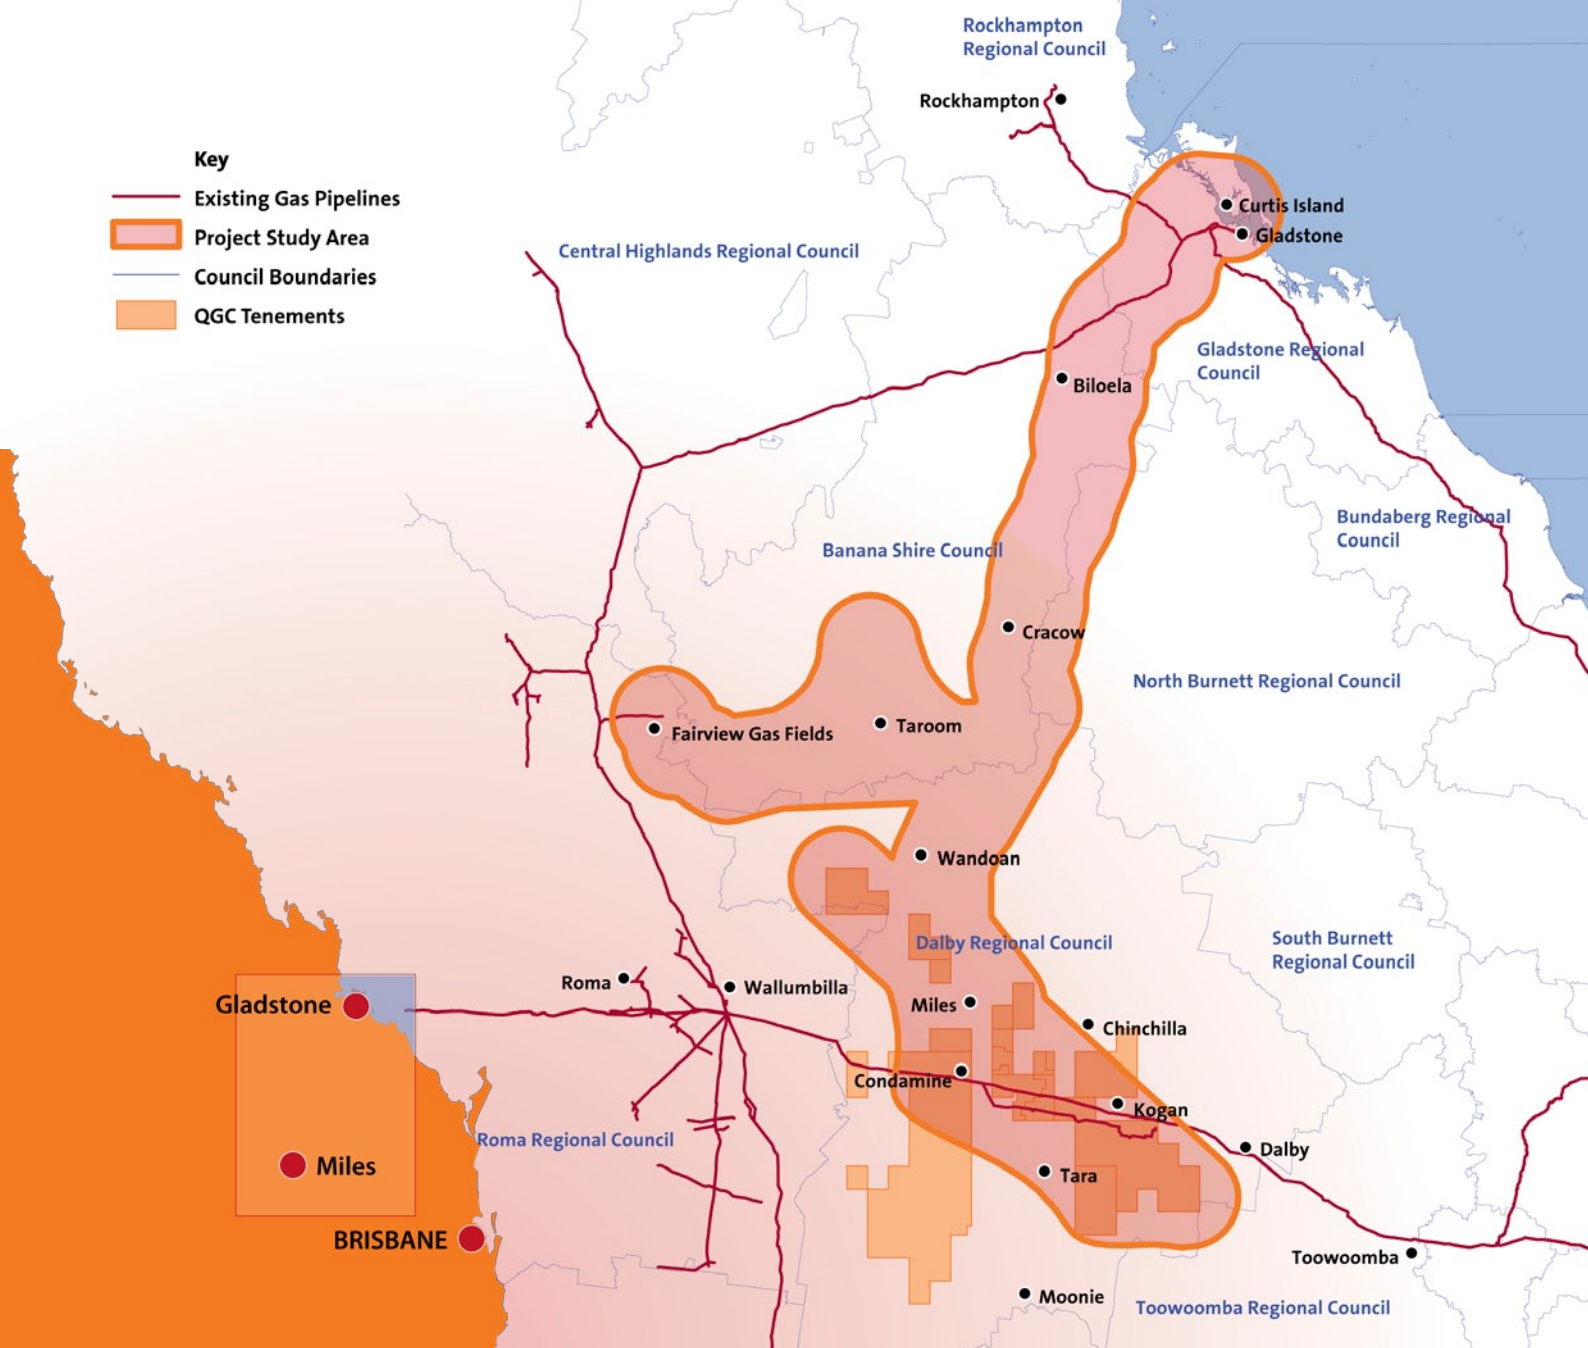 Rockhampton
Regional Council
Rockhampton
Key
Existing Gas Pipelines
Project Study Area
Council Boundaries
QGC Tenements
Curtis Island
Gladstone
Central Highlands Regional Council
Gladstone Regional
Council
Biloela
Bundaberg Regional
Council
Banana Shire Council
Cracow
North Burnett Regional Council
Taroom
Fairview Gas Fields
Wandoan
Dalby Regional Council
South Burnett
Regional Council
Roma
Wallumbilla
Miles
Gladstone
Chinchilla
Condamine
Kogan
Roma Regional Council
Dalby
Miles
Tara
BRISBANE
Toowoomba
Moonie
Toowoomba Regional Council